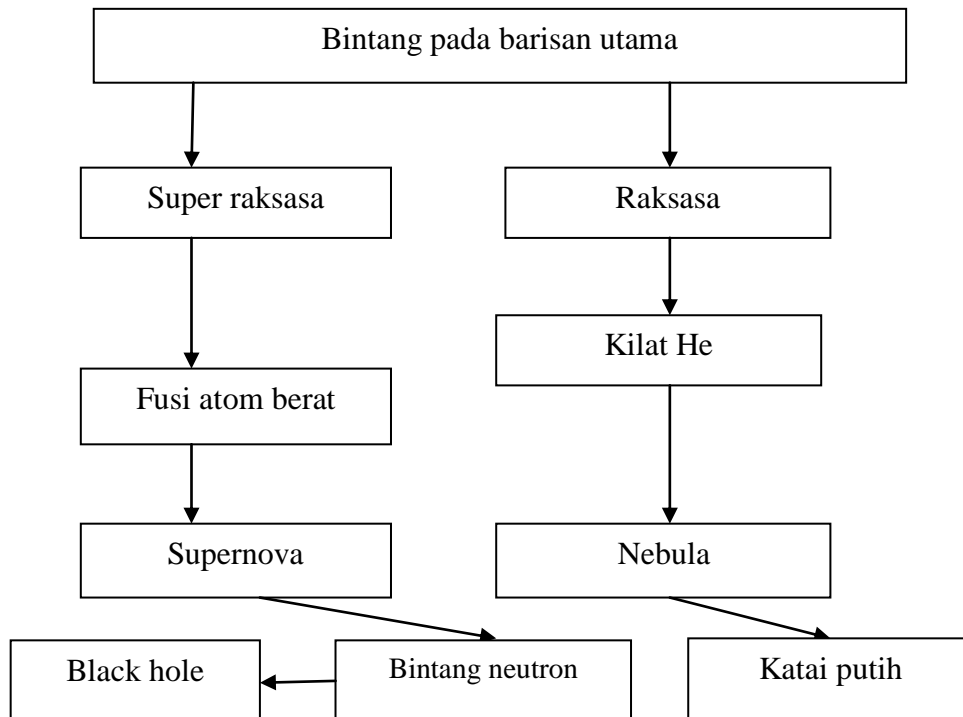 Bintang pada barisan utama
Super raksasa
Raksasa
Kilat He
Fusi atom berat
Supernova
Nebula
Black hole
Bintang neutron
Katai putih